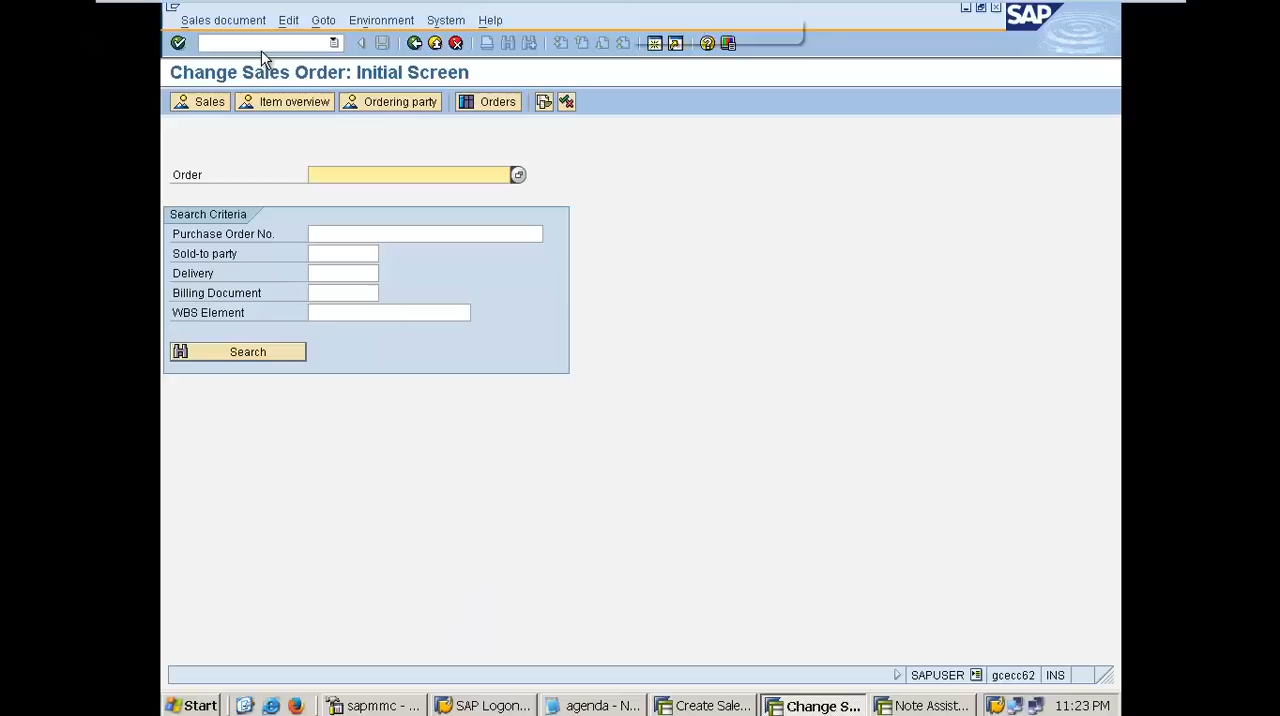 Sales document Edit Goto Environment System Help
SAP
Change Sales Order: Initial Screen
Sales Item overview Ordering party Orders
Order
Search Criteria
Purchase Order No.
Sold-to party
Delivery
Billing Document
WBS Element
Search
SAPUSER gcecc62 INS
Start sapmmc - ... SAP Logon... agenda - N... Create Sale... Change S... Note Assist... 11:23 PM